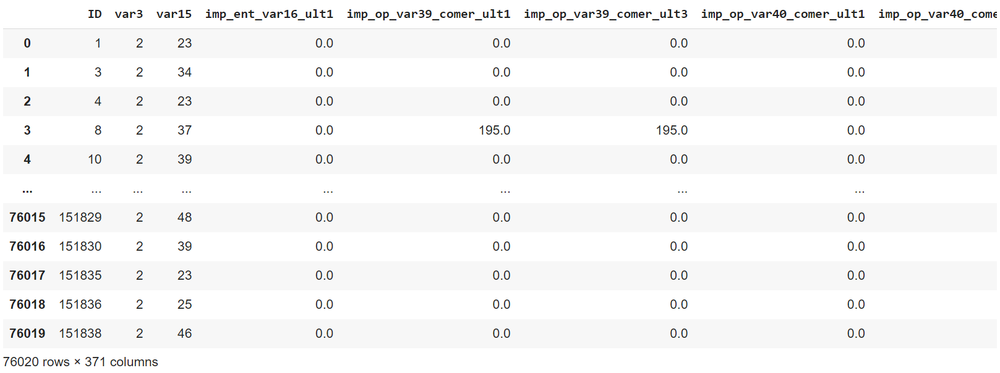 ID var3 var15 imp_ent_var16_ult1 imp_op_var39_comer_ult1 imp_op_var39_comer_ult3 imp_op_var40_comer_ult1 imp_op_var40_come
0 1 2 23 0.0 0.0 0.0 0.0
1 3 2 34 0.0 0.0 0.0 0.0
2 4 2 23 0.0 0.0 0.0 0.0
3 8 2 37 0.0 195.0 195.0 0.0
4 10 2 39 0.0 0.0 0.0 0.0
... ... ... ... ... ... ... ...
76015 151829 2 48 0.0 0.0 0.0 0.0
76016 151830 2 39 0.0 0.0 0.0 0.0
76017 151835 2 23 0.0 0.0 0.0 0.0
76018 151836 2 25 0.0 0.0 0.0 0.0
76019 151838 2 46 0.0 0.0 0.0 0.0
76020 rows × 371 columns